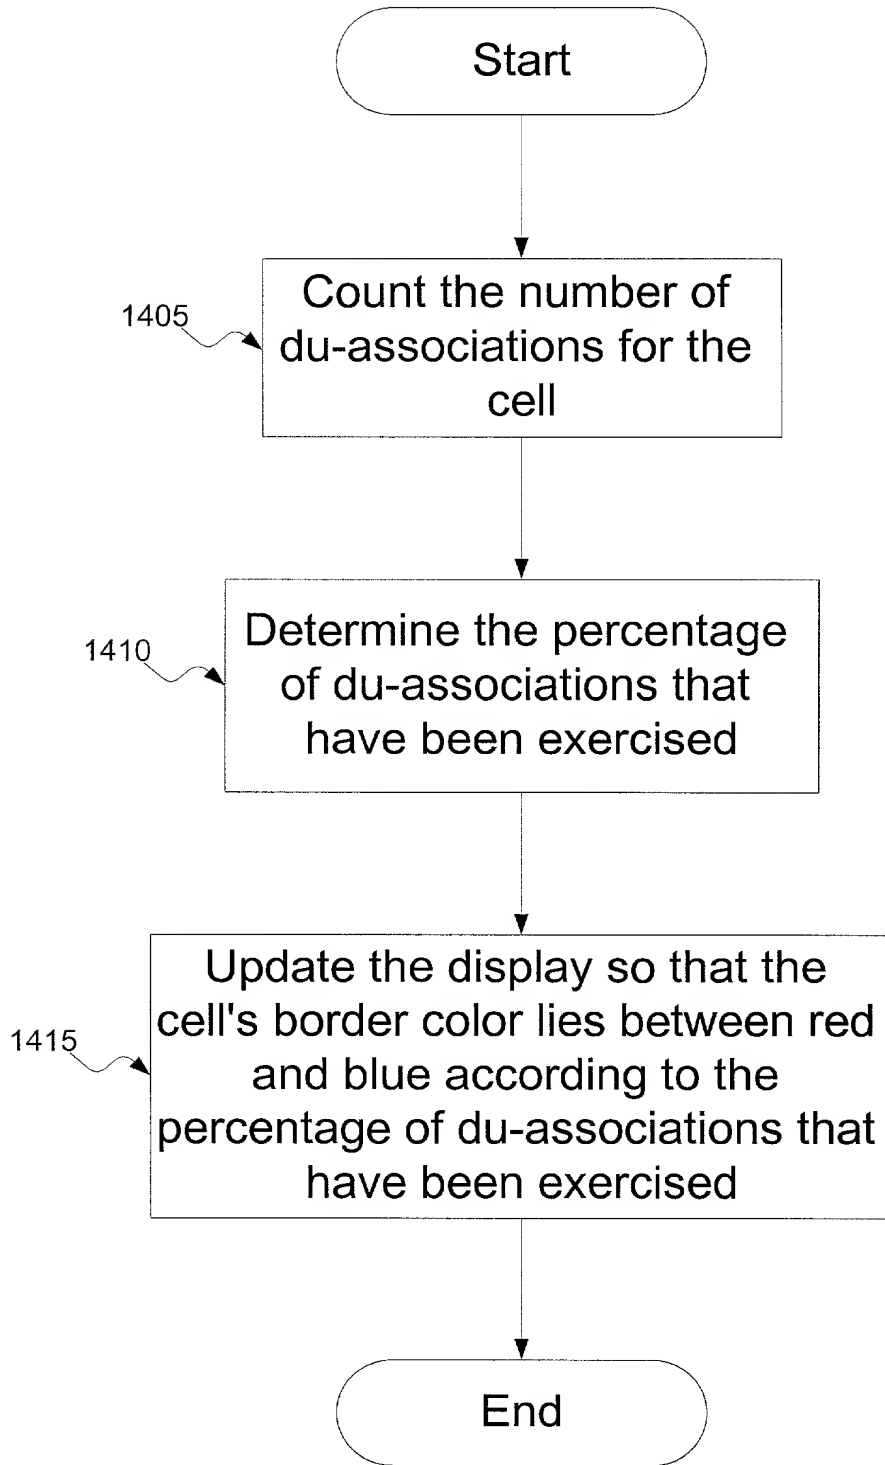 Start
1405
Count the number of
du-associations for the
cell
1410
Determine the percentage
of du-associations that
have been exercised
1415
Update the display so that the
cell's border color lies between red
and blue according to the
percentage of du-associations that
have been exercised
End